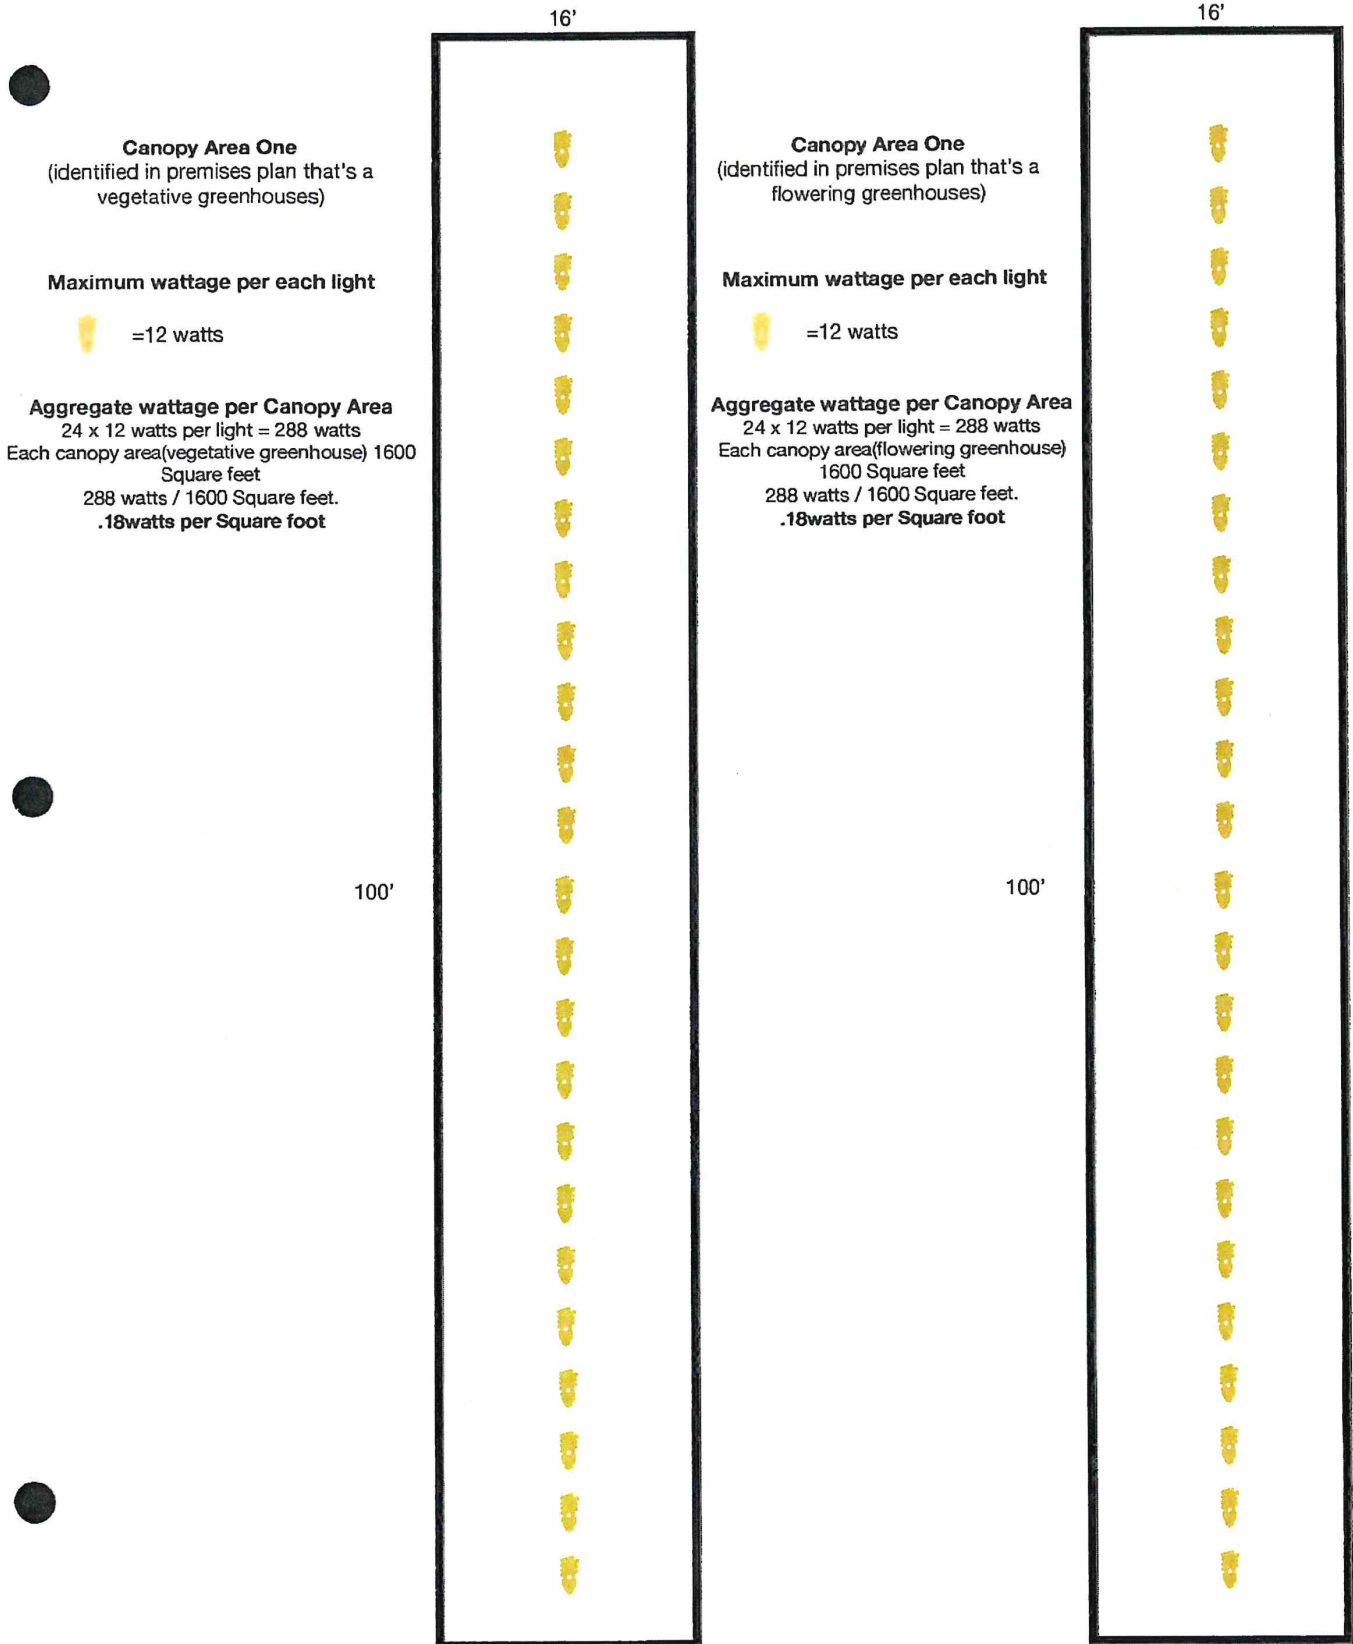 16'
Canopy Area One
(identified in premises plan that's a
vegetative greenhouses)
Maximum wattage per each light
=12 watts
Aggregate wattage per Canopy Area
24 x 12 watts per light = 288 watts
Each canopy area(vegetative greenhouse) 1600
Square feet
288 watts / 1600 Square feet.
.18watts per Square foot
100'
16'
Canopy Area One
(identified in premises plan that's a
flowering greenhouses)
Maximum wattage per each light
=12 watts
Aggregate wattage per Canopy Area
24 x 12 watts per light = 288 watts
Each canopy area(flowering greenhouse)
1600 Square feet
288 watts / 1600 Square feet.
.18watts per Square foot
100'